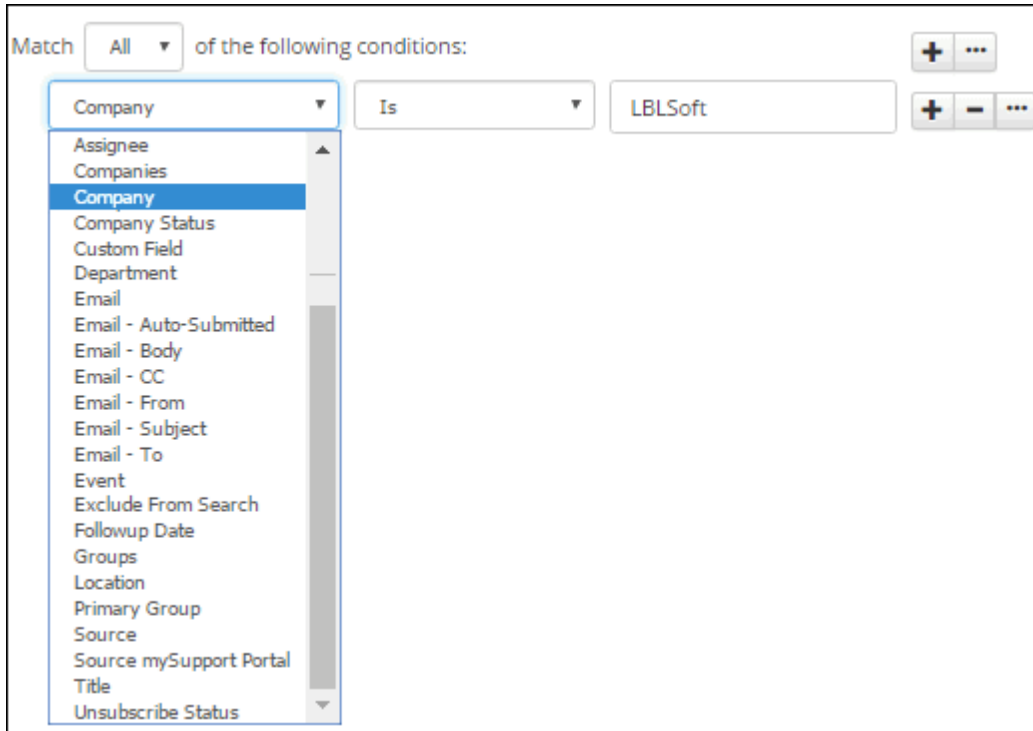 Match All of the following conditions:
Company Is LBLSoft
Assignee
Companies
Company
Company Status
Custom Field
Department
Email
Email - Auto-Submitted
Email - Body
Email - CC
Email - From
Email - Subject
Email - To
Event
Exclude From Search
Followup Date
Groups
Location
Primary Group
Source
Source mySupport Portal
Title
Unsubscribe Status